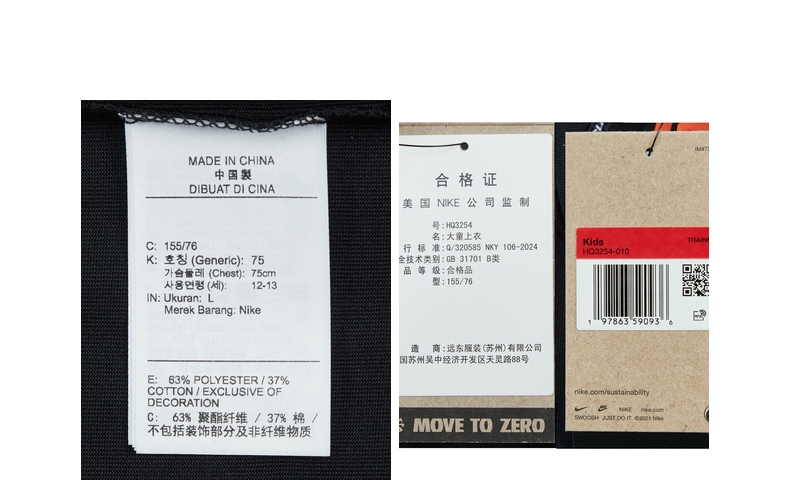 MADE IN CHINA
中国製
DIBUAT DI CINA
C: 155/76
K: 호칭 (Generic): 75
가슴둘레 (Chest): 75cm
사용연령 (세): 12-13
IN: Ukuran: L
Merek Barang: Nike
E: 63% POLYESTER / 37%
COTTON / EXCLUSIVE OF
DECORATION
C: 63% 聚酯纤维 / 37% 棉 /
不包括装饰部分及非纤维物质
合格证
美国 NIKE 公司监制
号: HQ3254
名: 大童上衣
行标准: Q/320585 NKY 106-2024
全技术类别: GB 31701 B类
品等级: 合格品
型: 155/76
造商: 远东服装(苏州)有限公司
国苏州吴中经济开发区天灵路88号
MOVE TO ZERO
Kids
HQ3254-010
1 97863 59093 6
nike.com/sustainability
NIKE nike.com
SWOOSH JUST DO IT ©2021 Nike